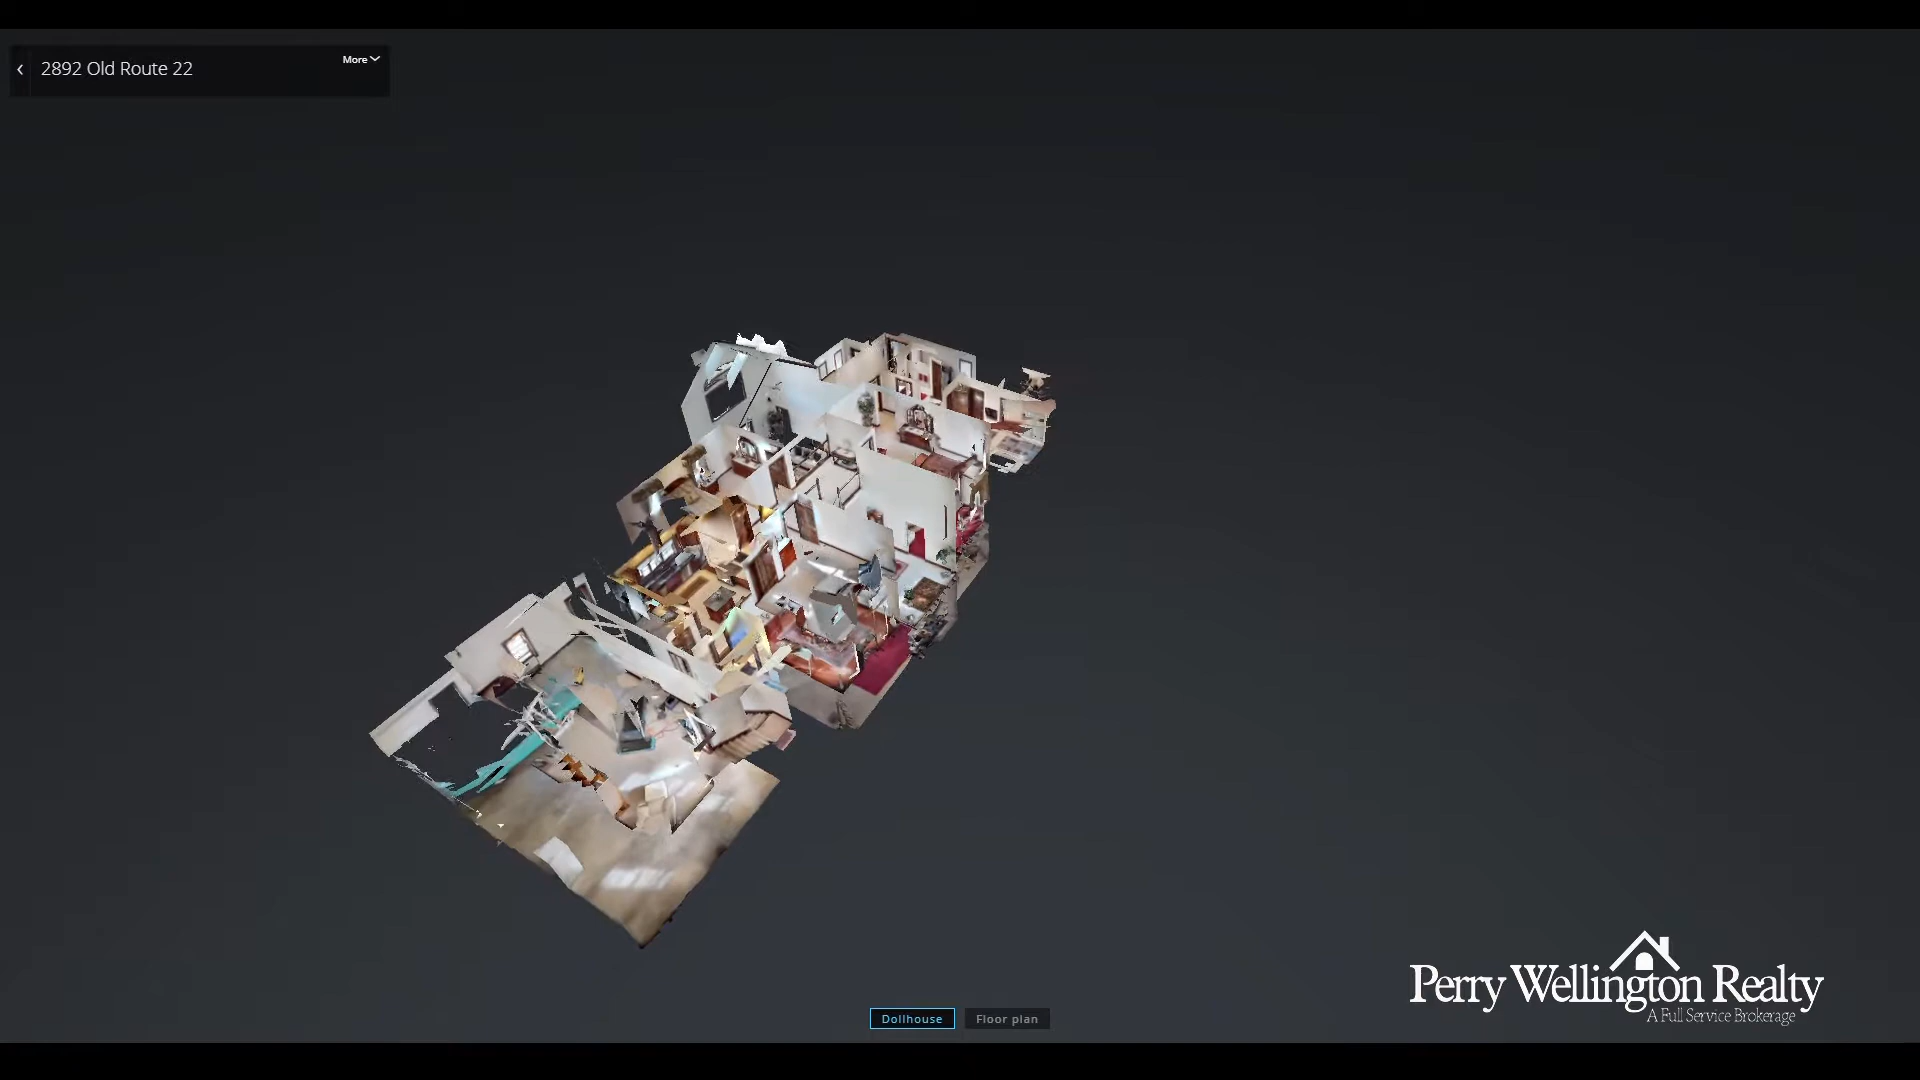 2892 Old Route 22
More
Dollhouse
Floor plan
Perry Wellington Realty
A Full Service Brokerage